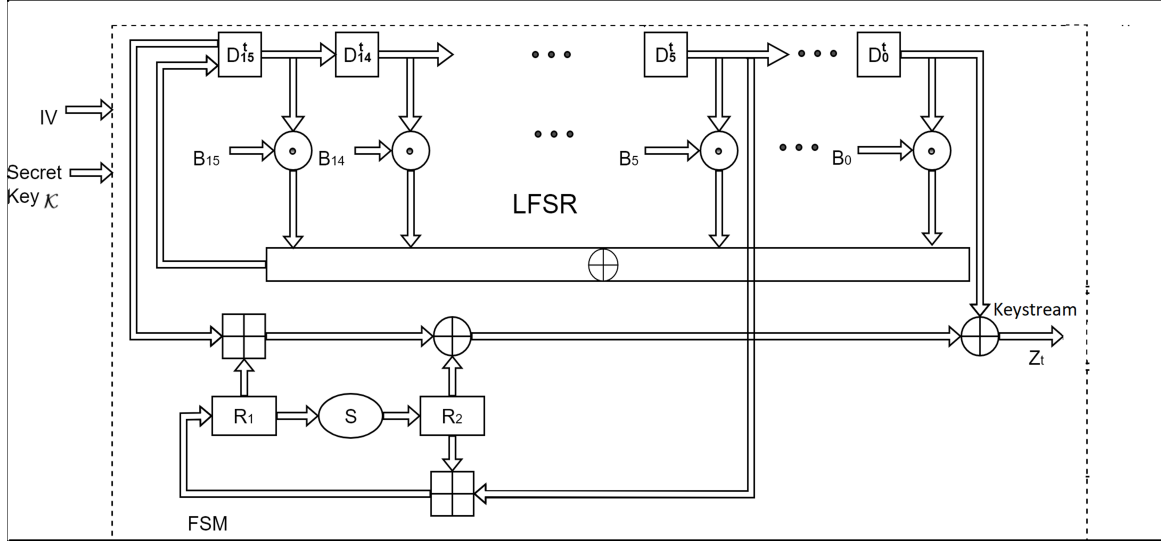 D₁₅ᵗ D₁₄ᵗ D₅ᵗ D₀ᵗ
IV
B₁₅ B₁₄ B₅ B₀
Secret
Key 𝒦
LFSR
Keystream
Zₜ
R₁ S R₂
FSM